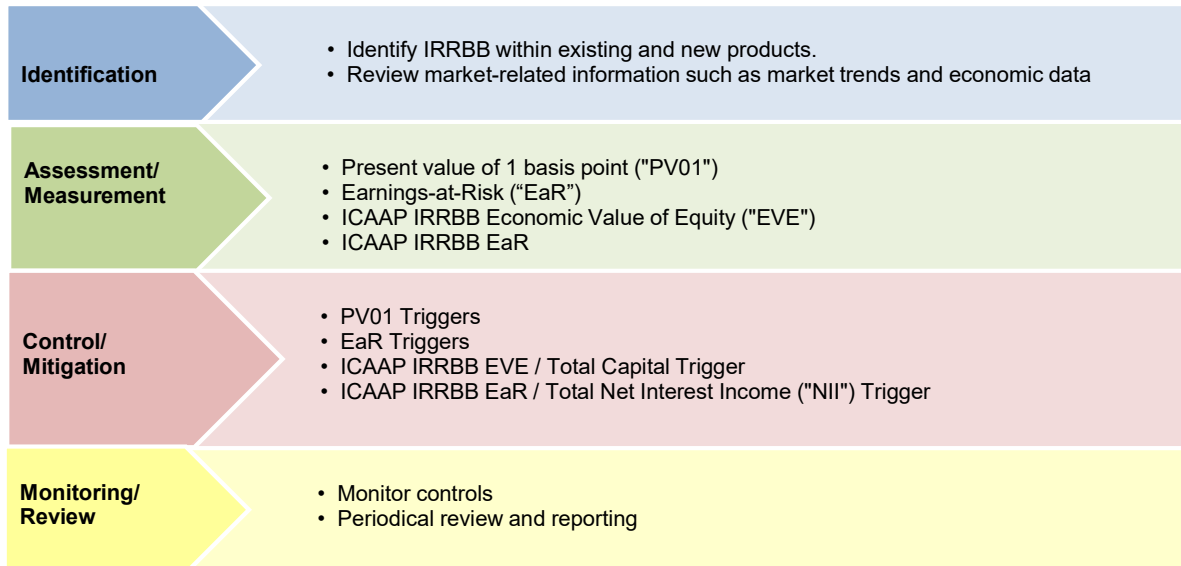 Identification
• Identify IRRBB within existing and new products.
• Review market-related information such as market trends and economic data
Assessment/
Measurement
• Present value of 1 basis point ("PV01")
• Earnings-at-Risk (“EaR”)
• ICAAP IRRBB Economic Value of Equity ("EVE")
• ICAAP IRRBB EaR
Control/
Mitigation
• PV01 Triggers
• EaR Triggers
• ICAAP IRRBB EVE / Total Capital Trigger
• ICAAP IRRBB EaR / Total Net Interest Income ("NII") Trigger
Monitoring/
Review
• Monitor controls
• Periodical review and reporting